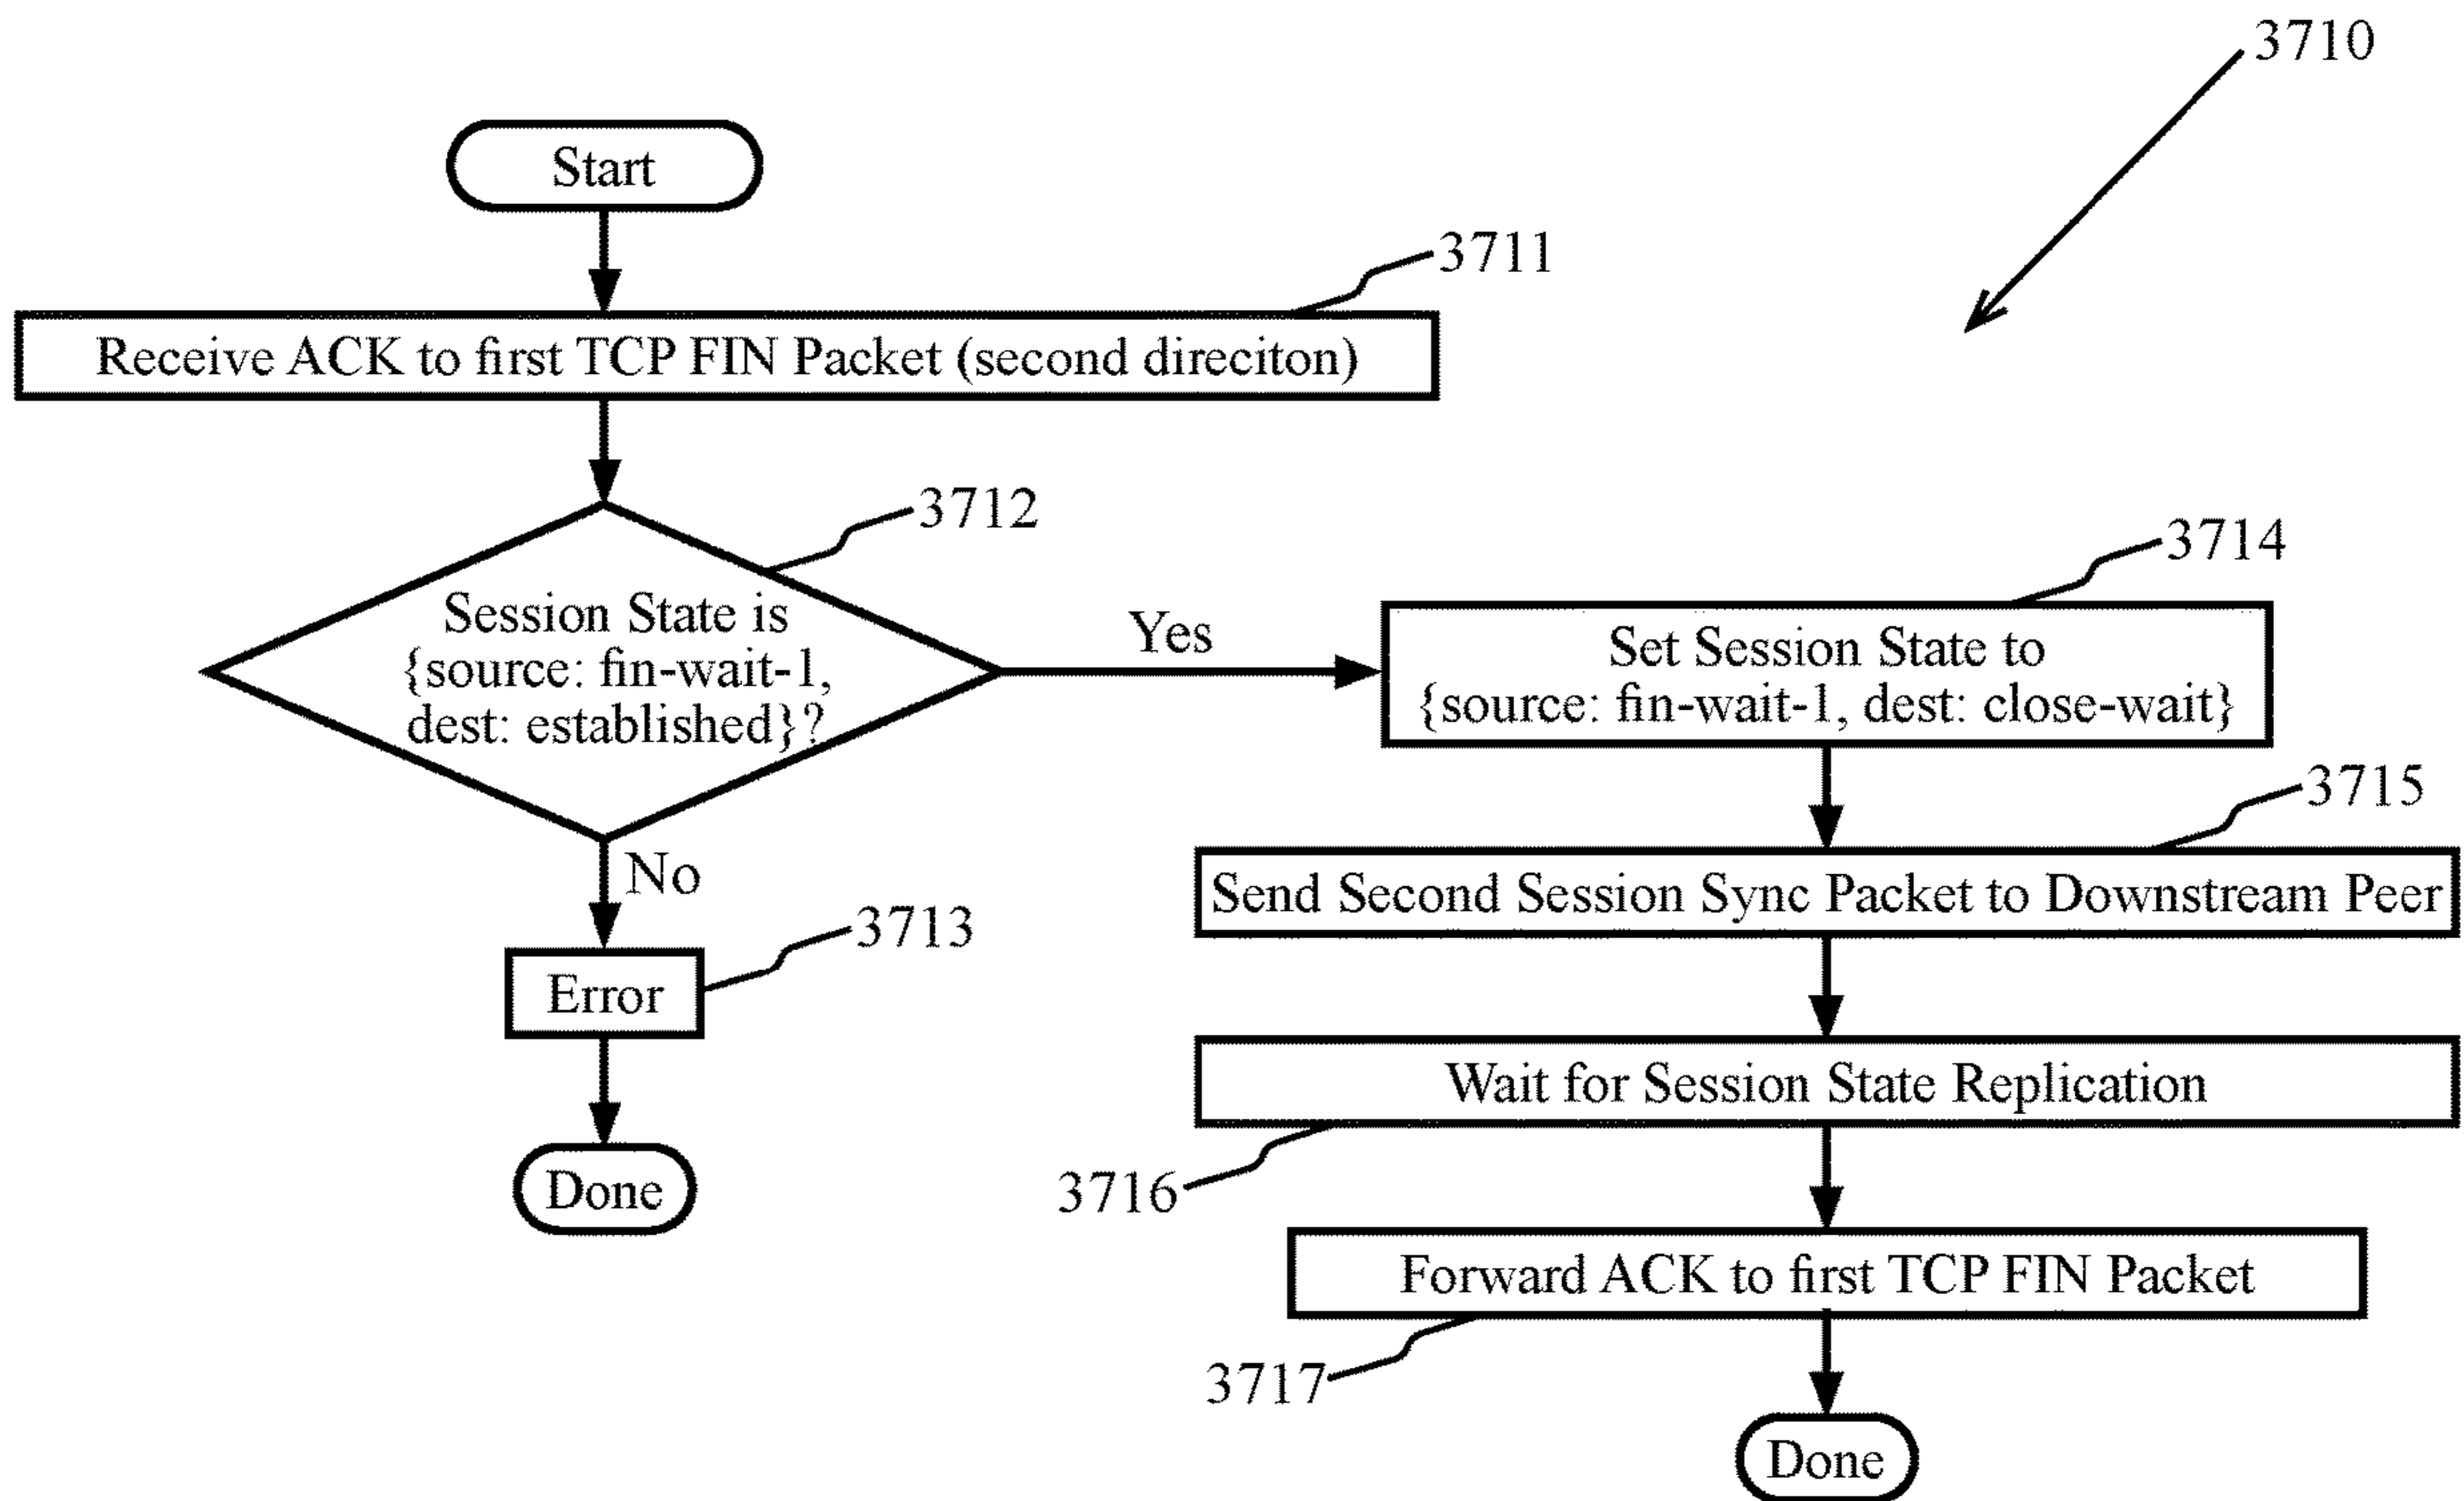 3710
Start
3711
Receive ACK to first TCP FIN Packet (second direciton)
3712
Session State is
{source: fin-wait-1,
dest: established}?
Yes
3714
Set Session State to
{source: fin-wait-1, dest: close-wait}
3715
Send Second Session Sync Packet to Downstream Peer
No
3713
Error
Wait for Session State Replication
3716
Done
Forward ACK to first TCP FIN Packet
3717
Done